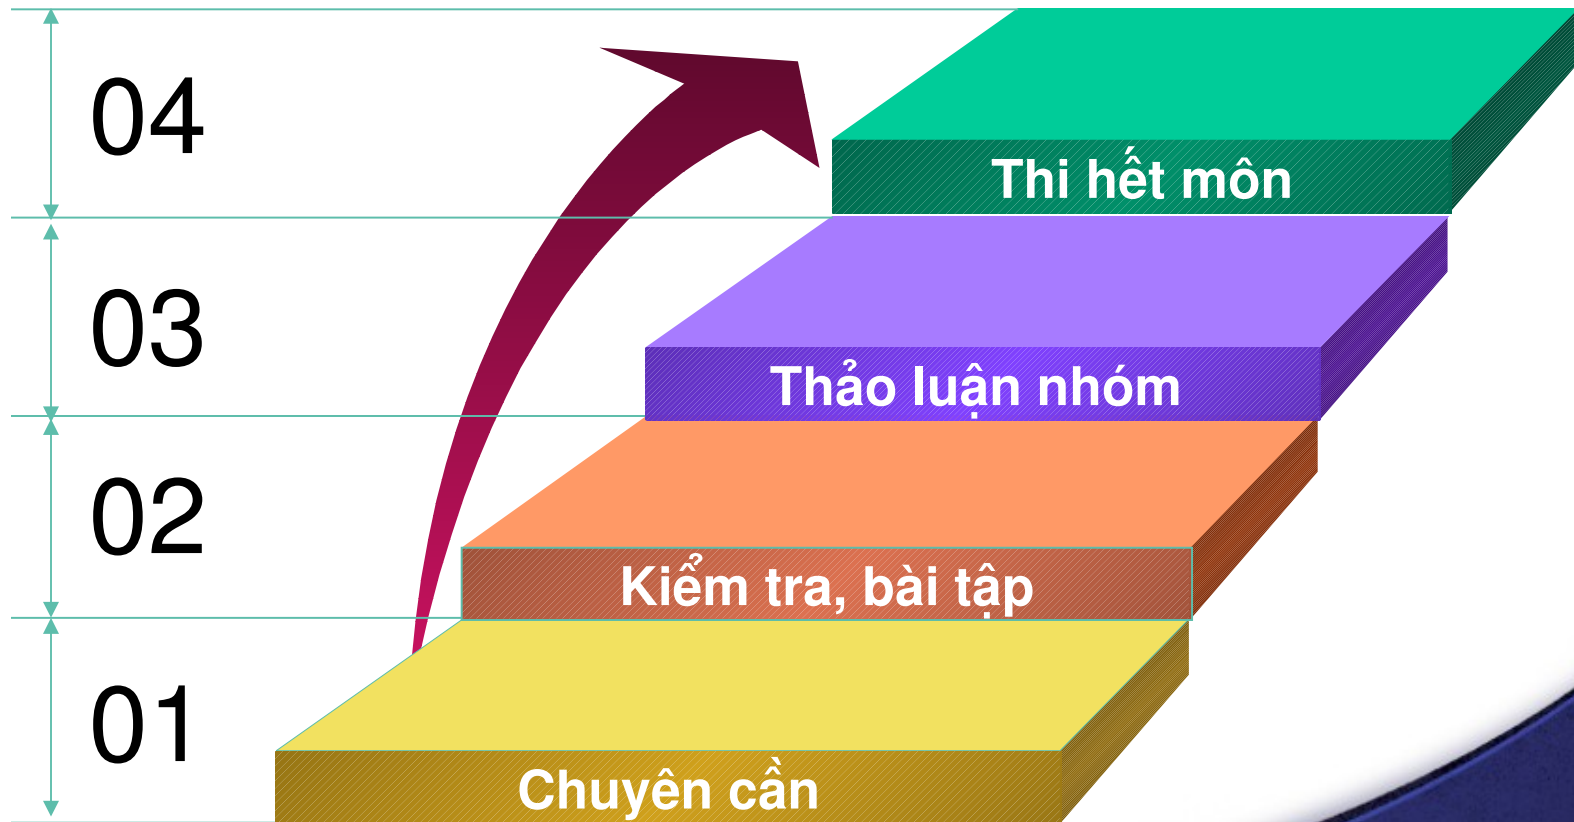 04
Thi hết môn
03
Thảo luận nhóm
02
Kiểm tra, bài tập
01
Chuyên cần